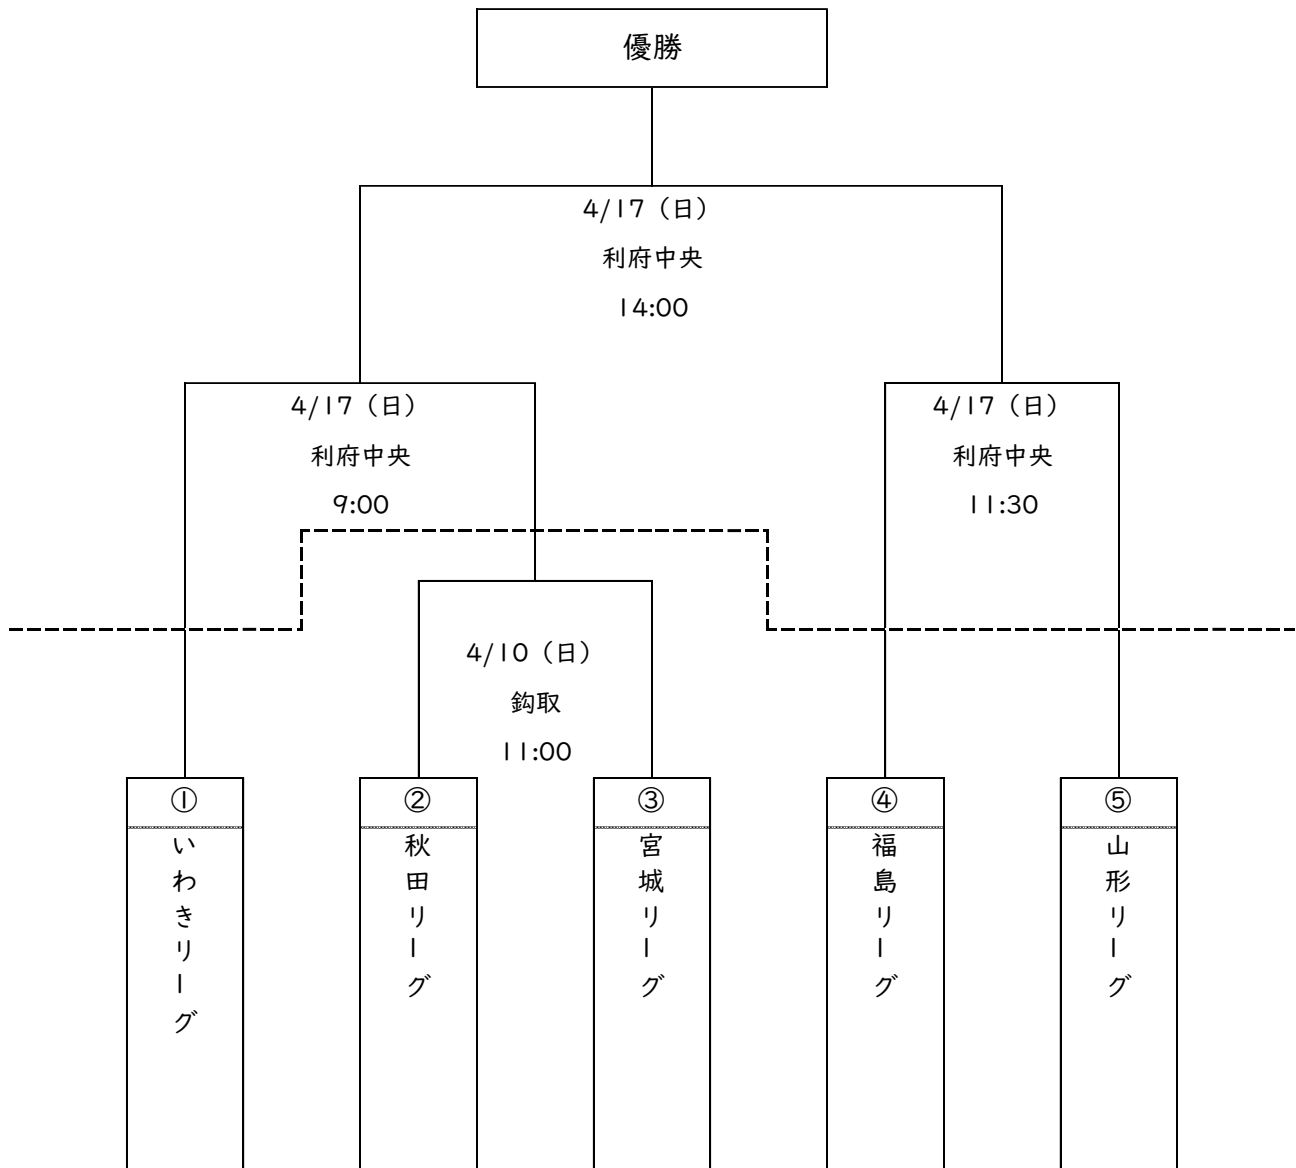 優勝
4/17（日）
利府中央
14:00
4/17（日）
利府中央
9:00
4/17（日）
利府中央
11:30
4/10（日）
鈎取
11:00
①
いわきリーグ
②
秋田リーグ
③
宮城リーグ
④
福島リーグ
⑤
山形リーグ